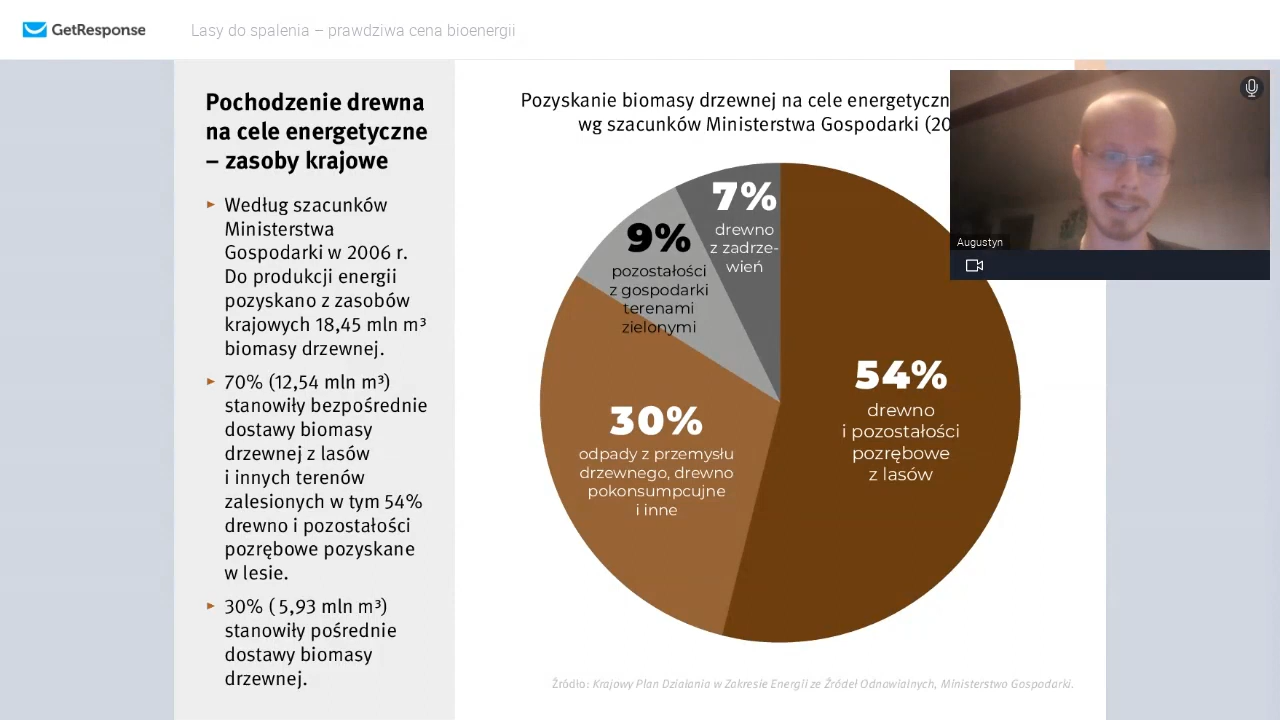 GetResponse
Lasy do spalenia – prawdziwa cena bioenergii
Pochodzenie drewna
na cele energetyczne
– zasoby krajowe
▸ Według szacunków
Ministerstwa
Gospodarki w 2006 r.
Do produkcji energii
pozyskano z zasobów
krajowych 18,45 mln m³
biomasy drzewnej.
▸ 70% (12,54 mln m³)
stanowiły bezpośrednie
dostawy biomasy
drzewnej z lasów
i innych terenów
zalesionych w tym 54%
drewno i pozostałości
pozrębowe pozyskane
w lesie.
▸ 30% ( 5,93 mln m³)
stanowiły pośrednie
dostawy biomasy
drzewnej.
Pozyskanie biomasy drzewnej na cele energetyczn
wg szacunków Ministerstwa Gospodarki (20
7%
drewno
z zadrze-
wień
9%
pozostałości
z gospodarki
terenami
zielonymi
54%
drewno
i pozostałości
pozrębowe
z lasów
30%
odpady z przemysłu
drzewnego, drewno
pokonsumpcujne
i inne
Źródło: Krajowy Plan Działania w Zakresie Energii ze Źródeł Odnawialnych, Ministerstwo Gospodarki.
Augustyn